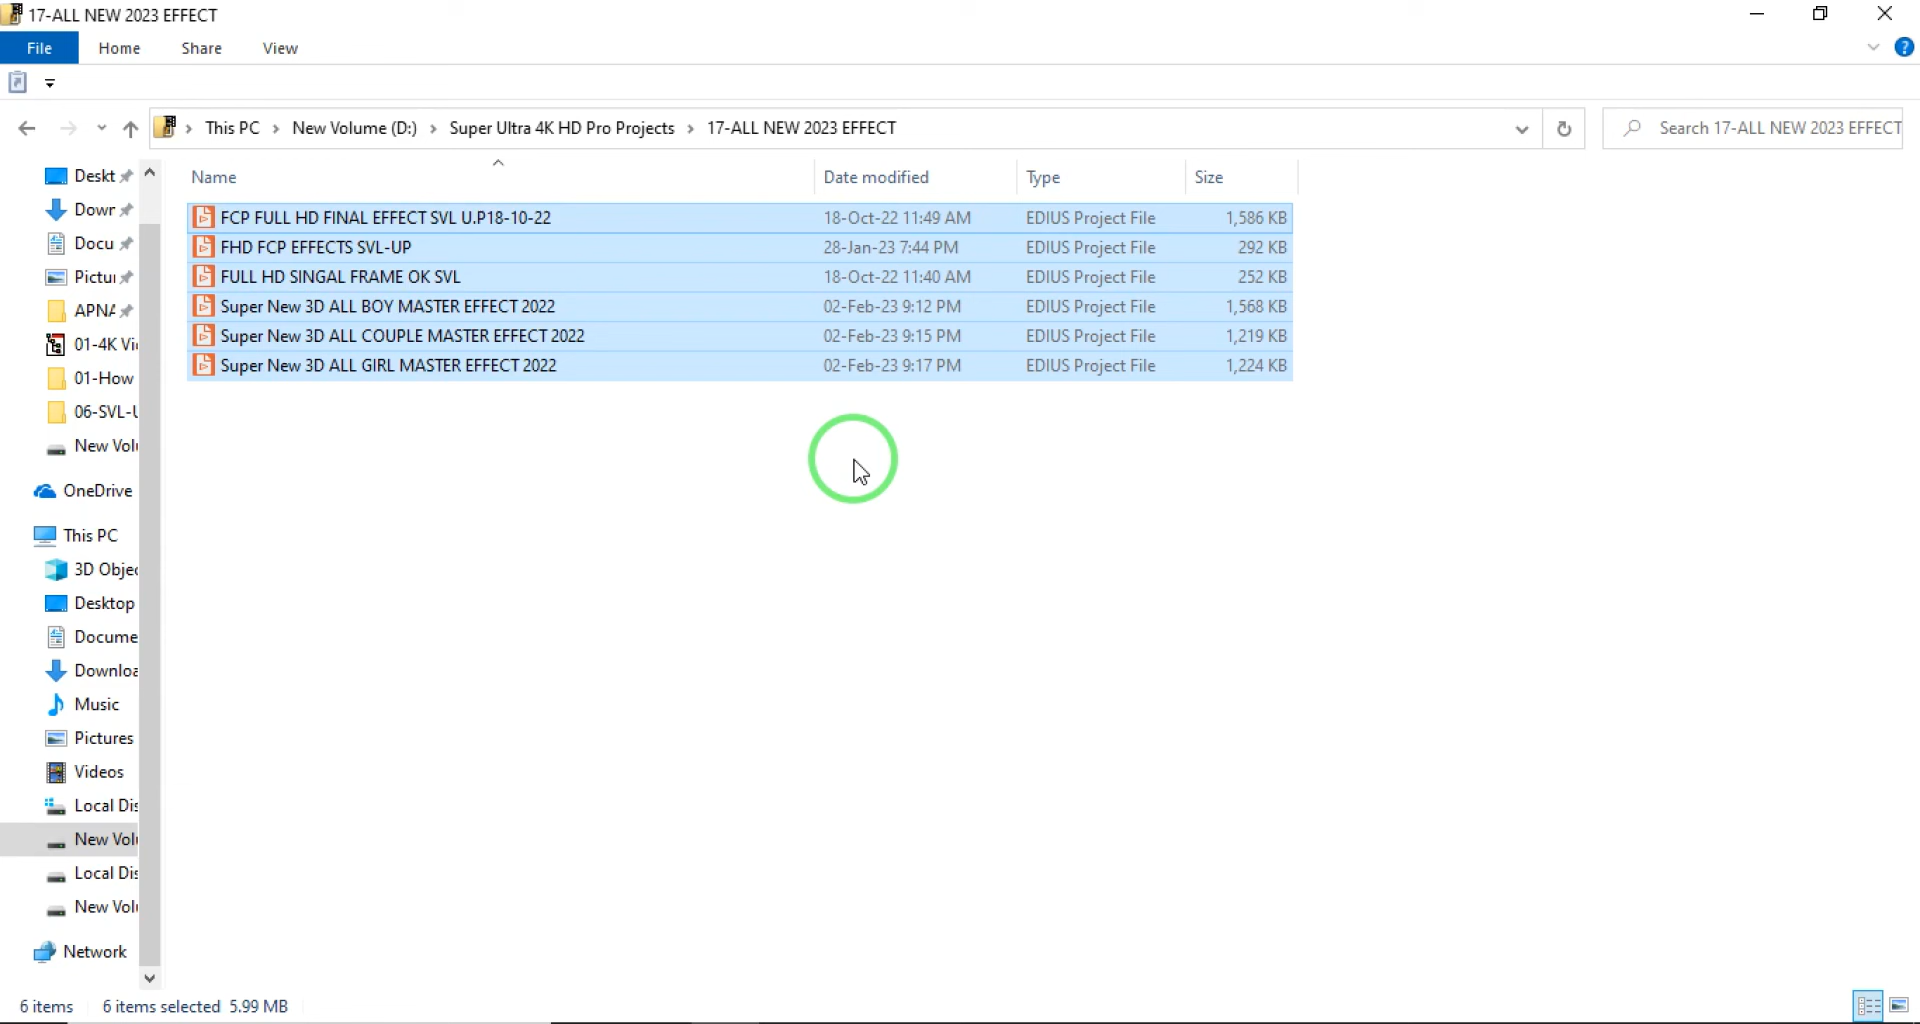 17-ALL NEW 2023 EFFECT
File Home Share View
This PC New Volume (D:) Super Ultra 4K HD Pro Projects 17-ALL NEW 2023 EFFECT
Search 17-ALL NEW 2023 EFFECT
Name Date modified Type Size
FCP FULL HD FINAL EFFECT SVL U.P18-10-22 18-Oct-22 11:49 AM EDIUS Project File 1,586 KB
FHD FCP EFFECTS SVL-UP 28-Jan-23 7:44 PM EDIUS Project File 292 KB
FULL HD SINGAL FRAME OK SVL 18-Oct-22 11:40 AM EDIUS Project File 252 KB
Super New 3D ALL BOY MASTER EFFECT 2022 02-Feb-23 9:12 PM EDIUS Project File 1,568 KB
Super New 3D ALL COUPLE MASTER EFFECT 2022 02-Feb-23 9:15 PM EDIUS Project File 1,219 KB
Super New 3D ALL GIRL MASTER EFFECT 2022 02-Feb-23 9:17 PM EDIUS Project File 1,224 KB
Deskt
Dowr
Docu
Pictu
APNA
01-4K Vi
01-How
06-SVL-U
New Volu
OneDrive
This PC
3D Objec
Desktop
Docume
Downloa
Music
Pictures
Videos
Local Dis
New Volu
Local Dis
New Volu
Network
6 items 6 items selected 5.99 MB